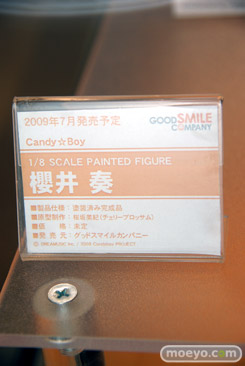 2009年7月発売予定
GOOD SMILE COMPANY
Candy☆Boy
1/8 SCALE PAINTED FIGURE
櫻井 奏
■製品仕様:塗装済み完成品
■原型制作:桜坂美紀(チェリーブロッサム)
■価 格:未定
■発 売 元:グッドスマイルカンパニー
moeyo.com